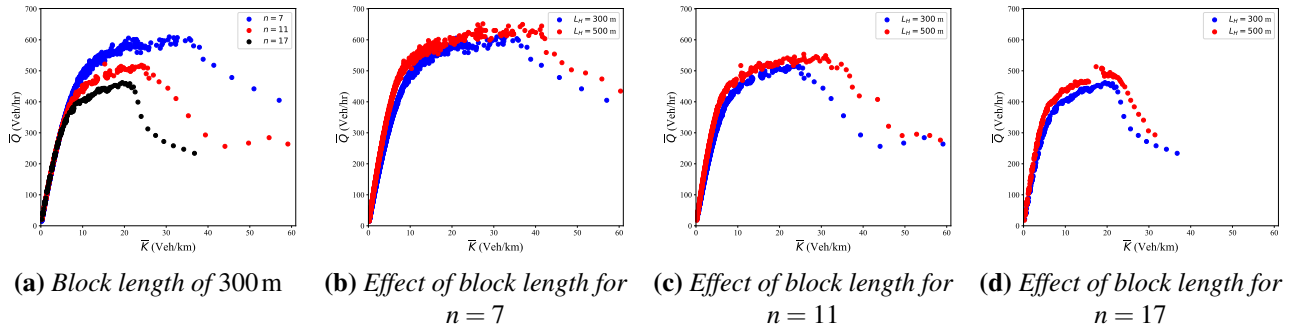 700
600
500
400
300
200
100
0
Q̅ (Veh/hr)
0 10 20 30 40 50 60
K̅ (Veh/km)
n = 7
n = 11
n = 17
(a) Block length of 300 m
700
600
500
400
300
200
100
0
Q̅ (Veh/hr)
0 10 20 30 40 50 60
K̅ (Veh/km)
L_H = 300 m
L_H = 500 m
(b) Effect of block length for
n = 7
700
600
500
400
300
200
100
0
Q̅ (Veh/hr)
0 10 20 30 40 50 60
K̅ (Veh/km)
L_H = 300 m
L_H = 500 m
(c) Effect of block length for
n = 11
700
600
500
400
300
200
100
0
Q̅ (Veh/hr)
0 10 20 30 40 50 60
K̅ (Veh/km)
L_H = 300 m
L_H = 500 m
(d) Effect of block length for
n = 17